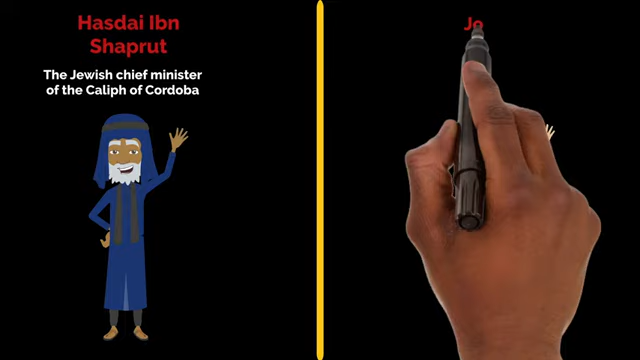 Hasdai Ibn
Shaprut
The Jewish chief minister
of the Caliph of Cordoba
Jo